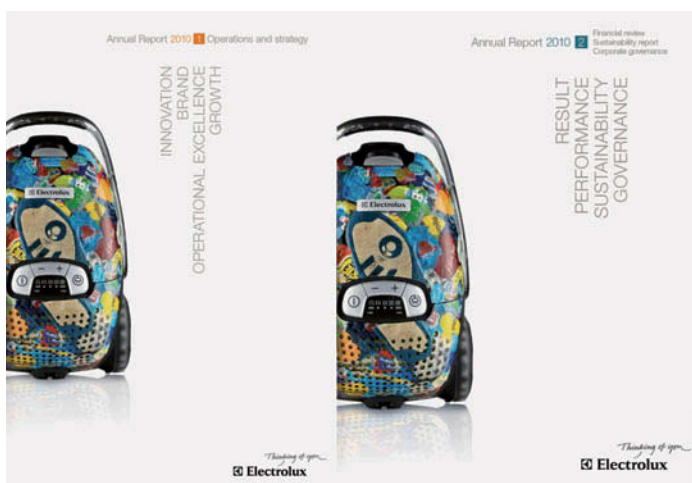 Annual Report 2010 1 Operations and strategy
INNOVATION
BRAND
OPERATIONAL EXCELLENCE
GROWTH
Electrolux
Thinking of you
Electrolux
Annual Report 2010 2 Financial review
Sustainability report
Corporate governance
RESULT
PERFORMANCE
SUSTAINABILITY
GOVERNANCE
Electrolux
Thinking of you
Electrolux